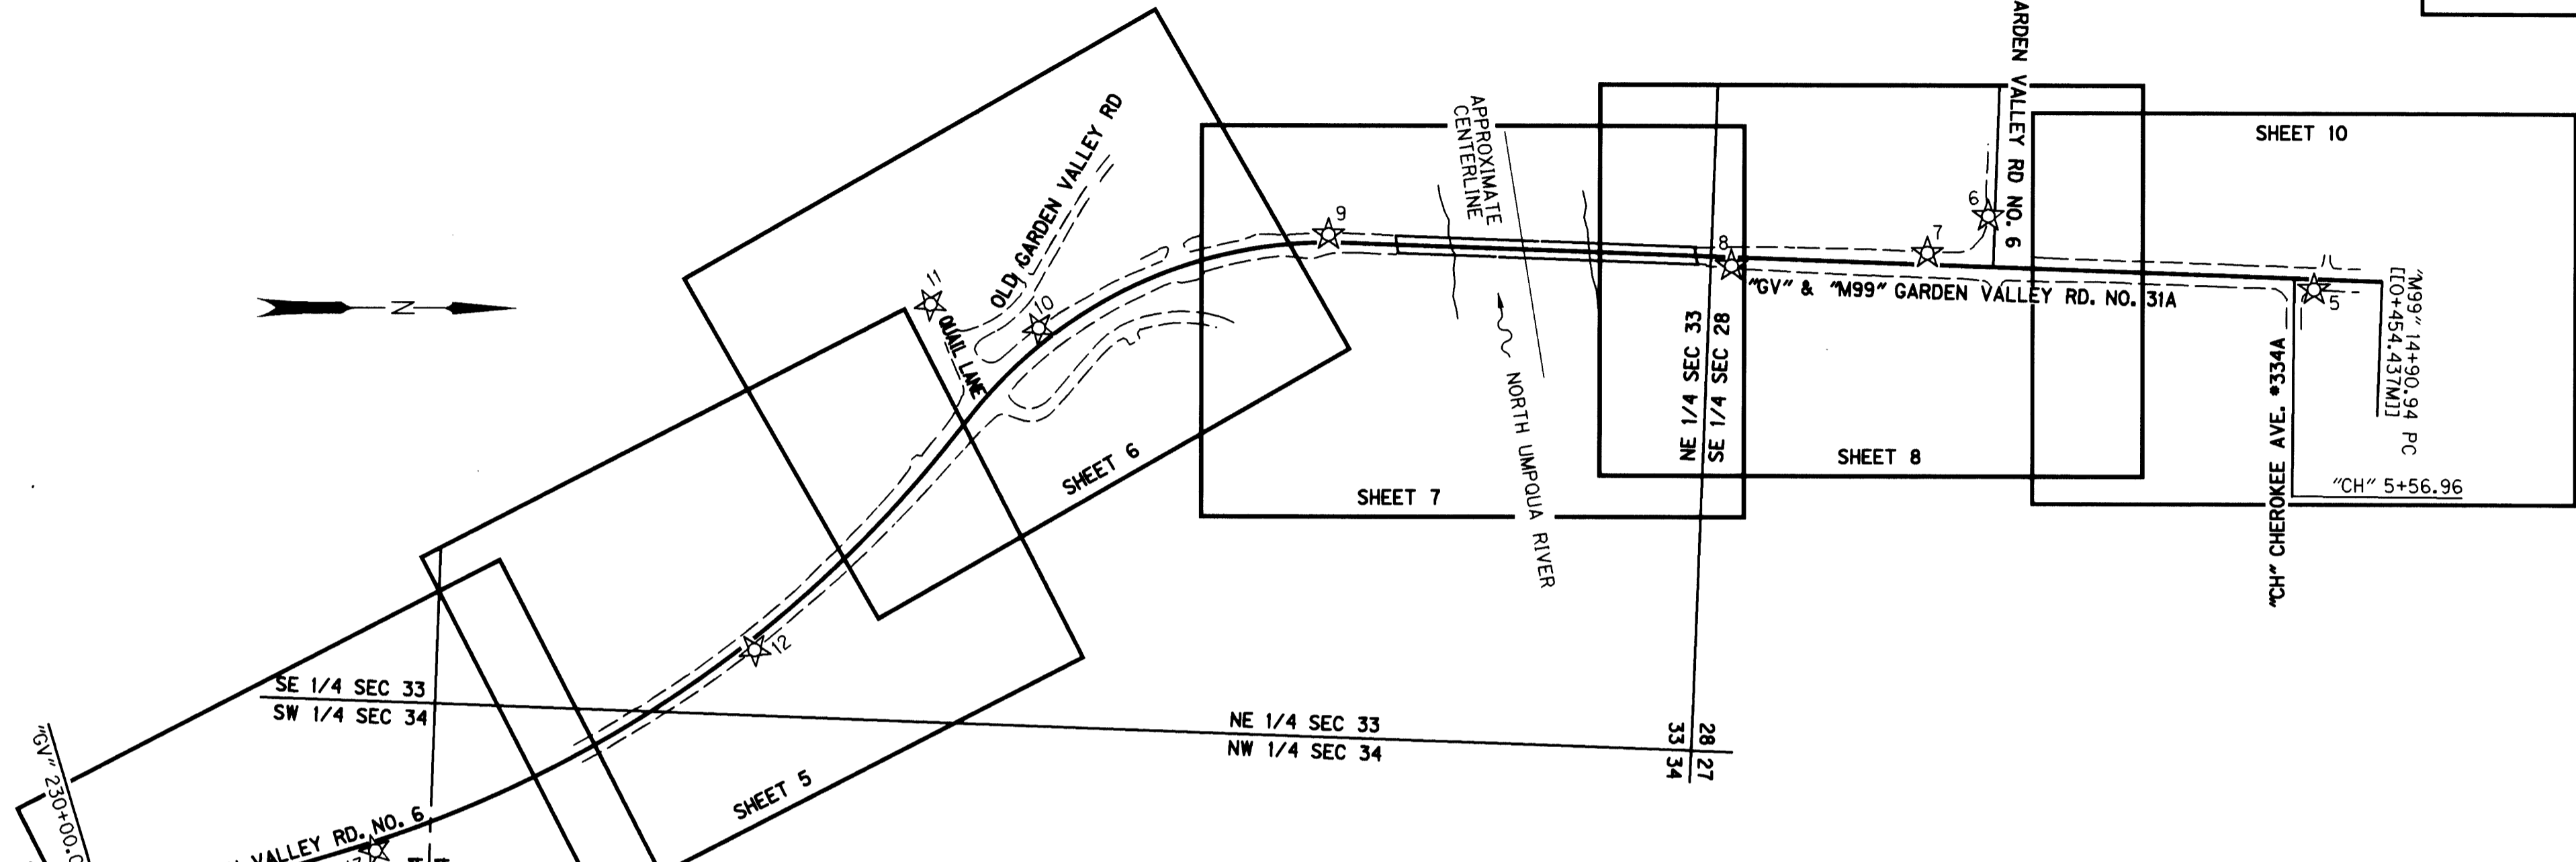 ARDEN VALLEY RD NO. 6
SHEET 10
APPROXIMATE
CENTERLINE
OLD GARDEN VALLEY RD
9
6
7
8
5
11
10
QUAIL LANE
N
"GV" & "M99" GARDEN VALLEY RD. NO. 31A
"M99" 14+90.94 PC
[[0+454.437M]]
NE 1/4 SEC 33
SE 1/4 SEC 28
NORTH UMPQUA RIVER
"CH" CHEROKEE AVE. #334A
SHEET 6
SHEET 7
SHEET 8
"CH" 5+56.96
12
SE 1/4 SEC 33
SW 1/4 SEC 34
NE 1/4 SEC 33
NW 1/4 SEC 34
33 28
34 27
"GV" 230+00.0
SHEET 5
VALLEY RD. NO. 6